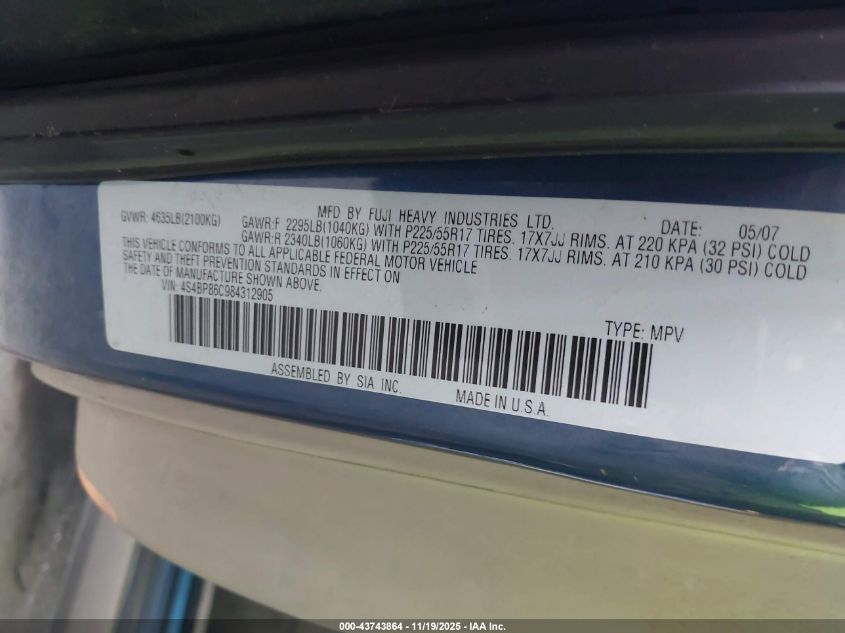 MFD BY FUJI HEAVY INDUSTRIES LTD. DATE: 05/07
GVWR: 4635LB(2100KG) GAWR:F 2295LB(1040KG) WITH P225/55R17 TIRES. 17X7JJ RIMS. AT 220 KPA (32 PSI) COLD
GAWR:R 2340LB(1060KG) WITH P225/55R17 TIRES. 17X7JJ RIMS. AT 210 KPA (30 PSI) COLD
THIS VEHICLE CONFORMS TO ALL APPLICABLE FEDERAL MOTOR VEHICLE
SAFETY AND THEFT PREVENTION STANDARDS IN EFFECT ON
THE DATE OF MANUFACTURE SHOWN ABOVE.
VIN: 4S4BP86C984312905
TYPE: MPV
ASSEMBLED BY SIA INC. MADE IN U.S.A.
000-43743864 - 11/19/2025 - IAA Inc.